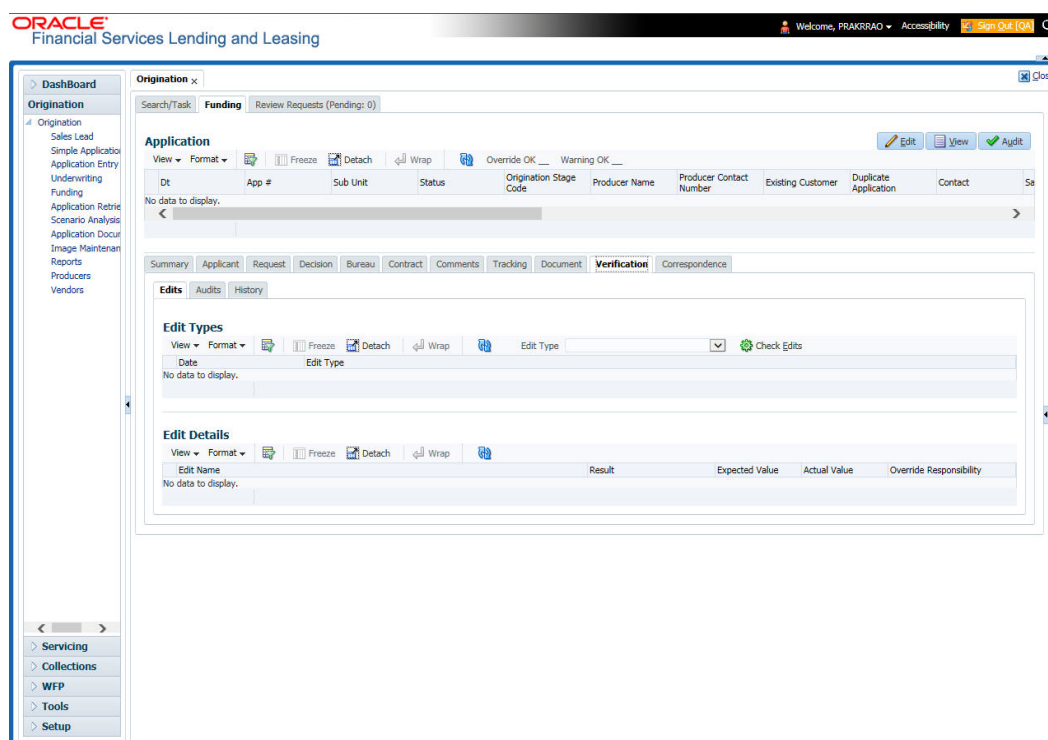 ORACLE
Financial Services Lending and Leasing
Welcome, PRAKRRAO Accessibility Sign Out [QA]
Clos
DashBoard
Origination
Origination
Sales Lead
Simple Applicatio
Application Entry
Underwriting
Funding
Application Retrie
Scenario Analysis
Application Docur
Image Maintenan
Reports
Producers
Vendors
Servicing
Collections
WFP
Tools
Setup
Origination
Search/Task Funding Review Requests (Pending: 0)
Application Edit View Audit
View Format Freeze Detach Wrap Override OK __ Warning OK __
Dt App # Sub Unit Status Origination Stage Code Producer Name Producer Contact Number Existing Customer Duplicate Application Contact Sa
No data to display.
Summary Applicant Request Decision Bureau Contract Comments Tracking Document Verification Correspondence
Edits Audits History
Edit Types
View Format Freeze Detach Wrap Edit Type Check Edits
Date Edit Type
No data to display.
Edit Details
View Format Freeze Detach Wrap
Edit Name Result Expected Value Actual Value Override Responsibility
No data to display.